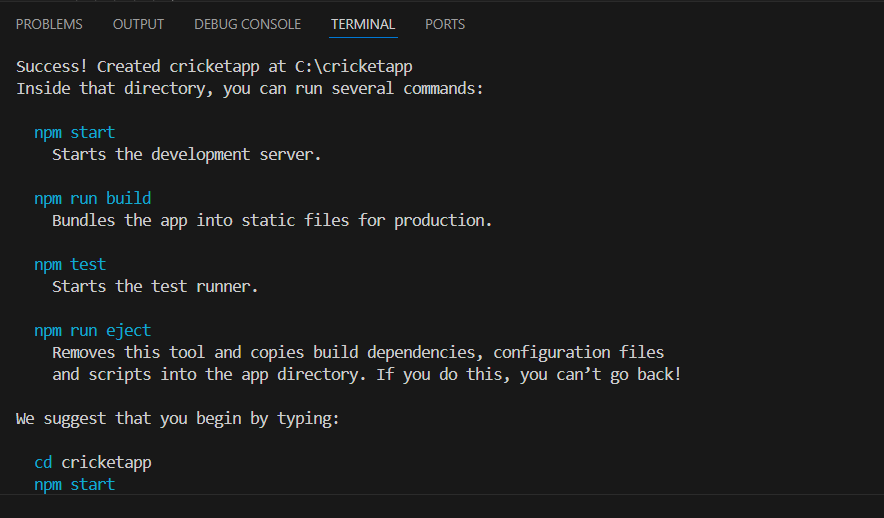 PROBLEMS OUTPUT DEBUG CONSOLE TERMINAL PORTS
Success! Created cricketapp at C:\cricketapp
Inside that directory, you can run several commands:
npm start
Starts the development server.
npm run build
Bundles the app into static files for production.
npm test
Starts the test runner.
npm run eject
Removes this tool and copies build dependencies, configuration files
and scripts into the app directory. If you do this, you can’t go back!
We suggest that you begin by typing:
cd cricketapp
npm start